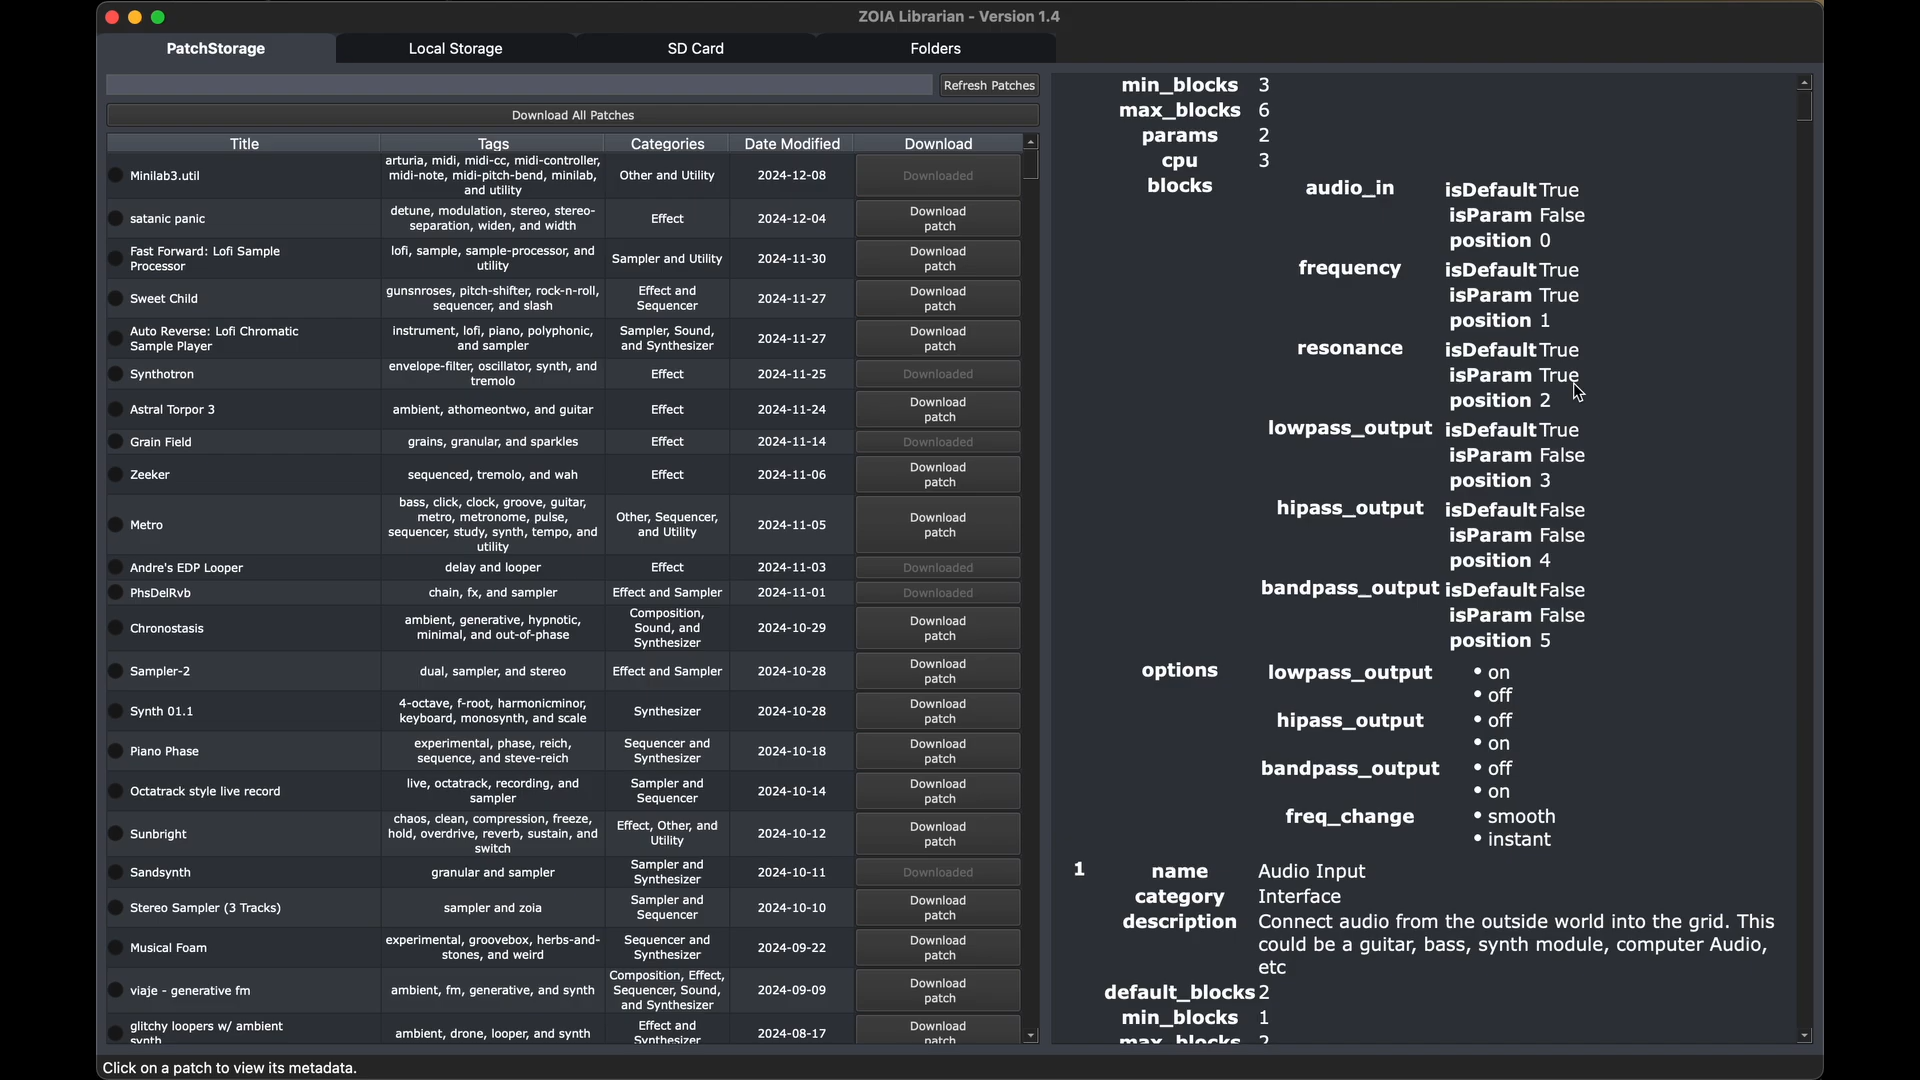 ZOIA Librarian - Version 1.4
PatchStorage
Local Storage
SD Card
Folders
Refresh Patches
Download All Patches
Title
Tags
Categories
Date Modified
Download
Minilab3.util
arturia, midi, midi-cc, midi-controller,
midi-note, midi-pitch-bend, minilab,
and utility
Other and Utility
2024-12-08
Downloaded
satanic panic
detune, modulation, stereo, stereo-
separation, widen, and width
Effect
2024-12-04
Download
patch
Fast Forward: Lofi Sample
Processor
lofi, sample, sample-processor, and
utility
Sampler and Utility
2024-11-30
Download
patch
Sweet Child
gunsnroses, pitch-shifter, rock-n-roll,
sequencer, and slash
Effect and
Sequencer
2024-11-27
Download
patch
Auto Reverse: Lofi Chromatic
Sample Player
instrument, lofi, piano, polyphonic,
and sampler
Sampler, Sound,
and Synthesizer
2024-11-27
Download
patch
Synthotron
envelope-filter, oscillator, synth, and
tremolo
Effect
2024-11-25
Downloaded
Astral Torpor 3
ambient, athomeontwo, and guitar
Effect
2024-11-24
Download
patch
Grain Field
grains, granular, and sparkles
Effect
2024-11-14
Downloaded
Zeeker
sequenced, tremolo, and wah
Effect
2024-11-06
Download
patch
Metro
bass, click, clock, groove, guitar,
metro, metronome, pulse,
sequencer, study, synth, tempo, and
utility
Other, Sequencer,
and Utility
2024-11-05
Download
patch
Andre's EDP Looper
delay and looper
Effect
2024-11-03
Downloaded
PhsDelRvb
chain, fx, and sampler
Effect and Sampler
2024-11-01
Downloaded
Chronostasis
ambient, generative, hypnotic,
minimal, and out-of-phase
Composition,
Sound, and
Synthesizer
2024-10-29
Download
patch
Sampler-2
dual, sampler, and stereo
Effect and Sampler
2024-10-28
Download
patch
Synth 01.1
4-octave, f-root, harmonicminor,
keyboard, monosynth, and scale
Synthesizer
2024-10-28
Download
patch
Piano Phase
experimental, phase, reich,
sequence, and steve-reich
Sequencer and
Synthesizer
2024-10-18
Download
patch
Octatrack style live record
live, octatrack, recording, and
sampler
Sampler and
Sequencer
2024-10-14
Download
patch
Sunbright
chaos, clean, compression, freeze,
hold, overdrive, reverb, sustain, and
switch
Effect, Other, and
Utility
2024-10-12
Download
patch
Sandsynth
granular and sampler
Sampler and
Synthesizer
2024-10-11
Downloaded
Stereo Sampler (3 Tracks)
sampler and zoia
Sampler and
Sequencer
2024-10-10
Download
patch
Musical Foam
experimental, groovebox, herbs-and-
stones, and weird
Sequencer and
Synthesizer
2024-09-22
Download
patch
viaje - generative fm
ambient, fm, generative, and synth
Composition, Effect,
Sequencer, Sound,
and Synthesizer
2024-09-09
Download
patch
glitchy loopers w/ ambient
synth
ambient, drone, looper, and synth
Effect and
Synthesizer
2024-08-17
Download
patch
min_blocks 3
max_blocks 6
params 2
cpu 3
blocks audio_in isDefault True
isParam False
position 0
frequency isDefault True
isParam True
position 1
resonance isDefault True
isParam True
position 2
lowpass_output isDefault True
isParam False
position 3
hipass_output isDefault False
isParam False
position 4
bandpass_output isDefault False
isParam False
position 5
options lowpass_output • on
• off
hipass_output • off
• on
bandpass_output • off
• on
freq_change • smooth
• instant
1 name Audio Input
category Interface
description Connect audio from the outside world into the grid. This
could be a guitar, bass, synth module, computer Audio,
etc
default_blocks 2
min_blocks 1
max_blocks 2
Click on a patch to view its metadata.